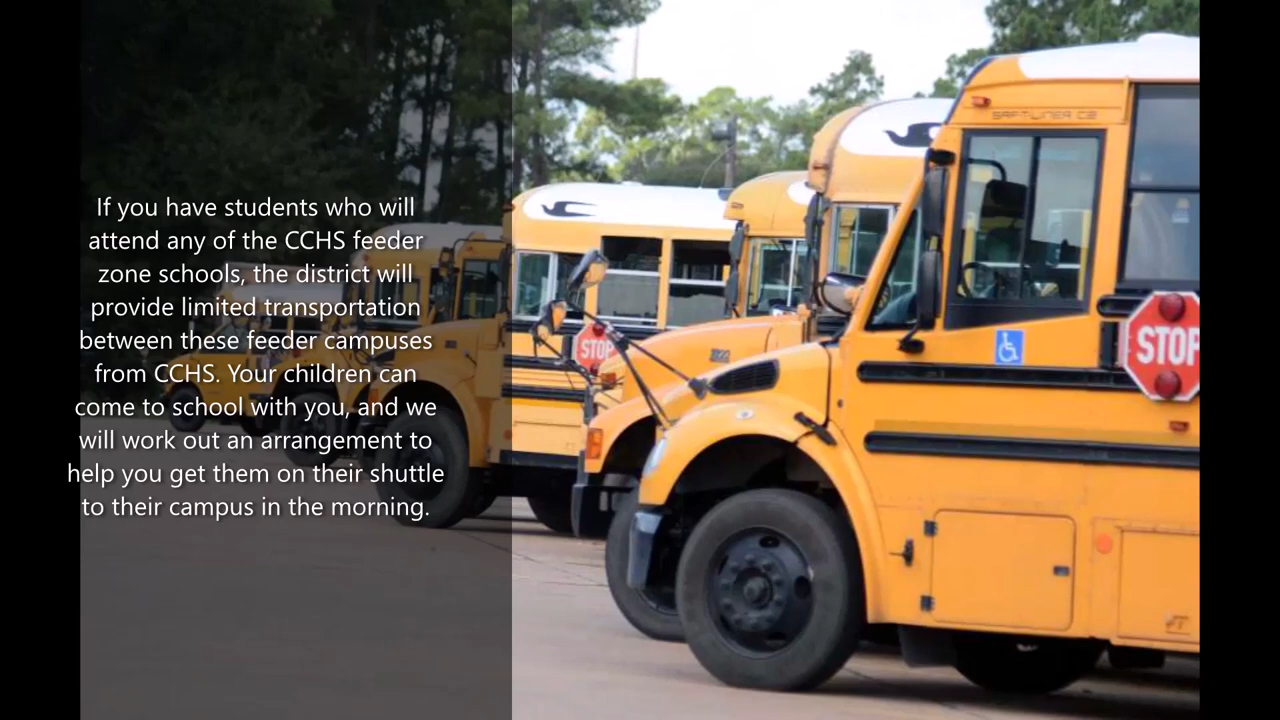 If you have students who will
attend any of the CCHS feeder
zone schools, the district will
provide limited transportation
between these feeder campuses
from CCHS. Your children can
come to school with you, and we
will work out an arrangement to
help you get them on their shuttle
to their campus in the morning.
SAF-T-LINER C2
STOP
STOP